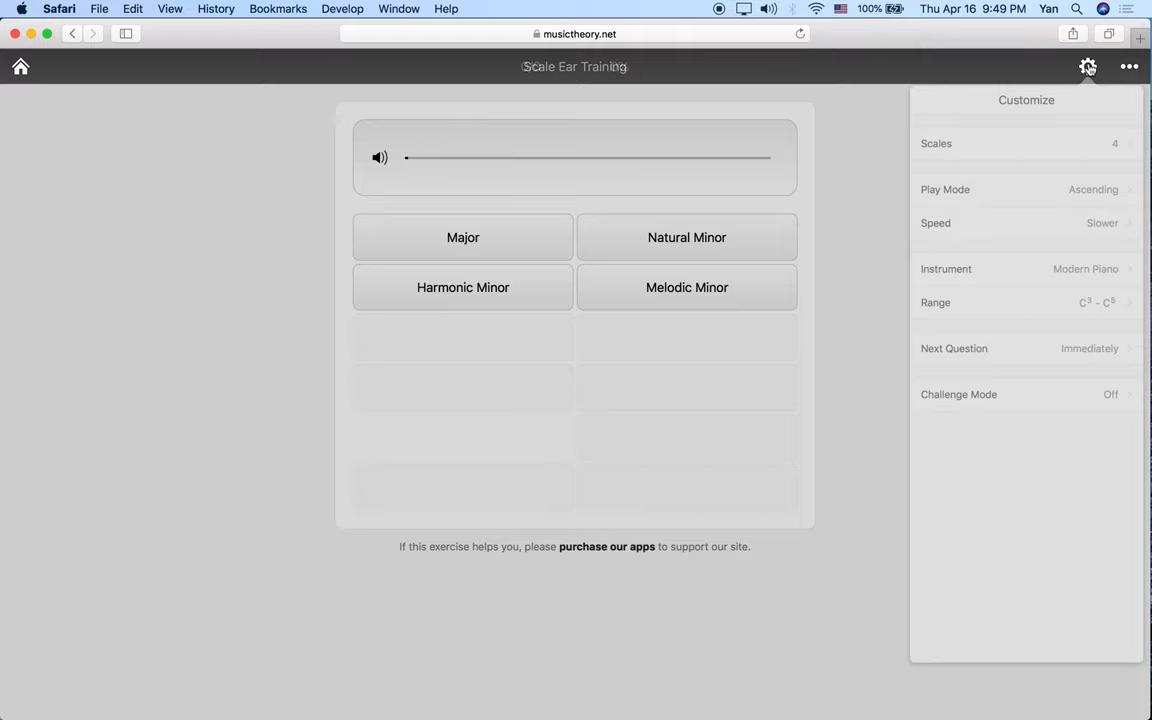 Safari File Edit View History Bookmarks Develop Window Help 100% Thu Apr 16 9:49 PM Yan
musictheory.net
Scale Ear Training
Customize
Scales 4
Play Mode Ascending
Speed Slower
Instrument Modern Piano
Range C3 - C5
Next Question Immediately
Challenge Mode Off
Major Natural Minor
Harmonic Minor Melodic Minor
If this exercise helps you, please purchase our apps to support our site.